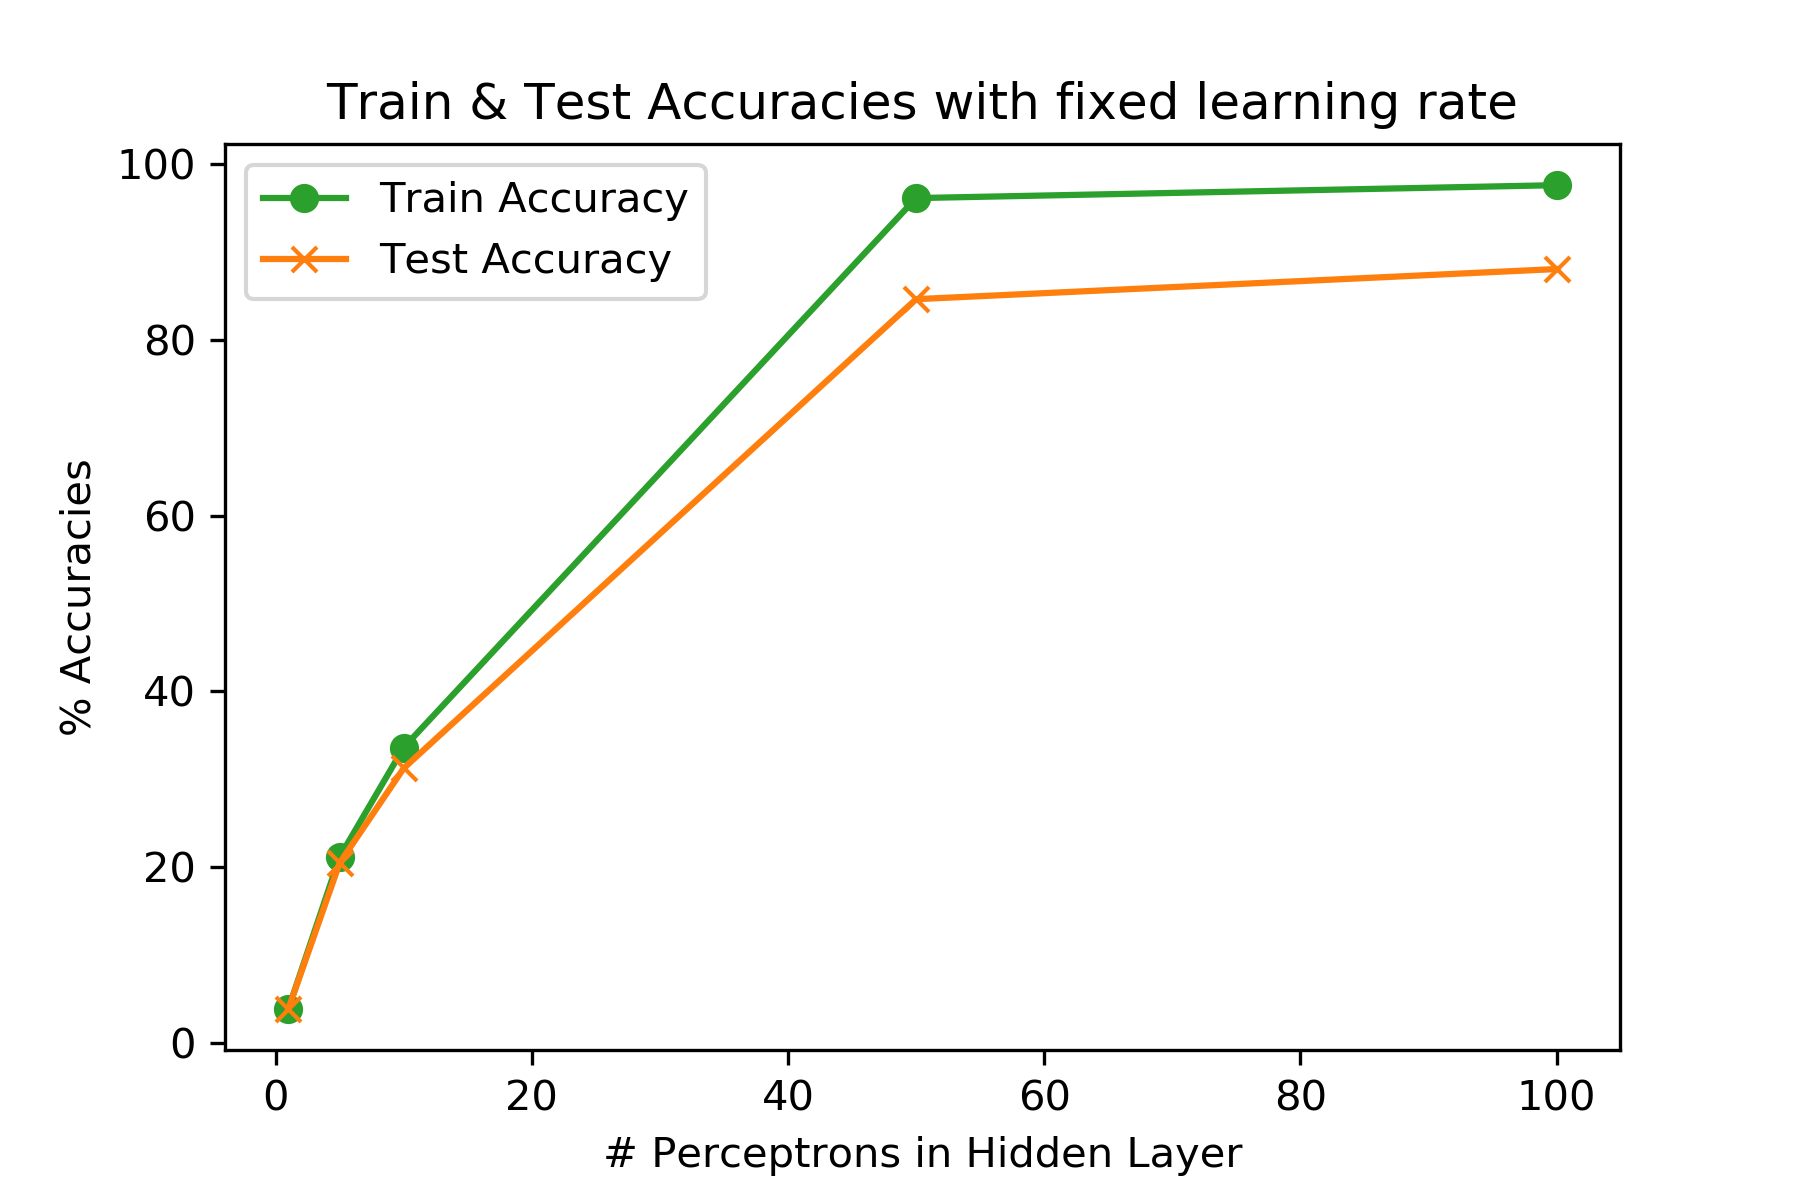 Train & Test Accuracies with fixed learning rate
Train Accuracy
Test Accuracy
% Accuracies
100
80
60
40
20
0
0 20 40 60 80 100
# Perceptrons in Hidden Layer